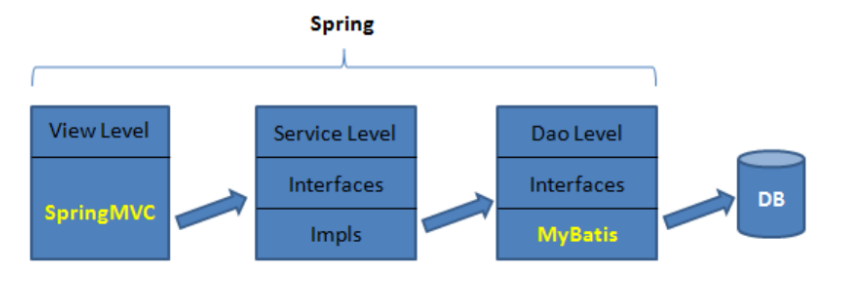 Spring
View Level
SpringMVC
Service Level
Interfaces
Impls
Dao Level
Interfaces
MyBatis
DB